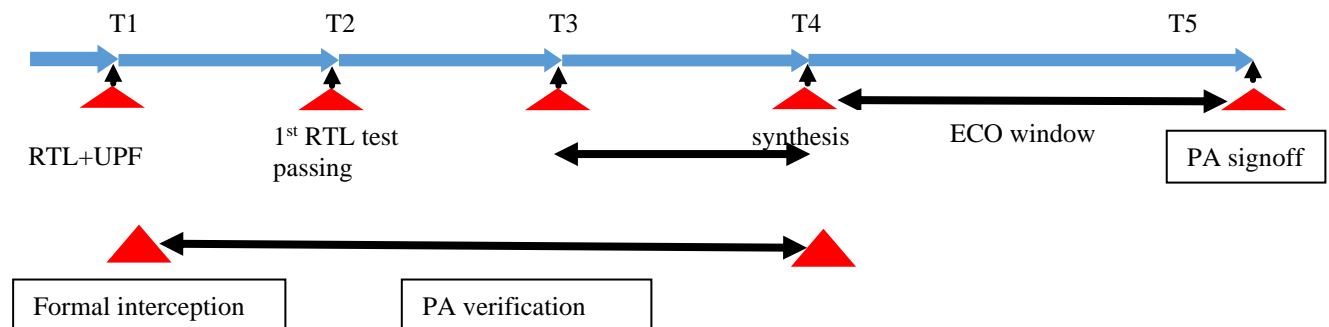 T1 T2 T3 T4 T5
RTL+UPF
1st RTL test
passing
synthesis
ECO window
PA signoff
Formal interception
PA verification